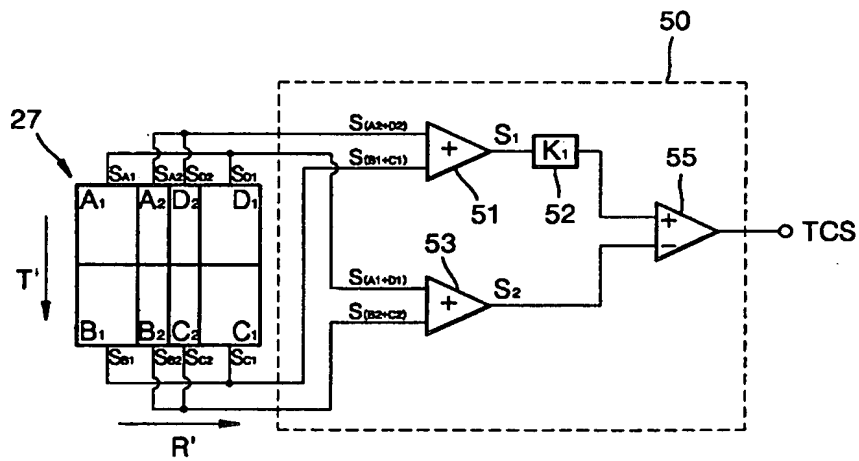 50
27
S(A2+D2)
S(B1+C1)
S1
K1
51
52
55
TCS
SA1 SA2 SD2 SD1
A1 A2 D2 D1
T'
B1 B2 C2 C1
SB1 SB2 SC2 SC1
R'
53
S(A1+D1)
S(B2+C2)
S2
+
+
+
−